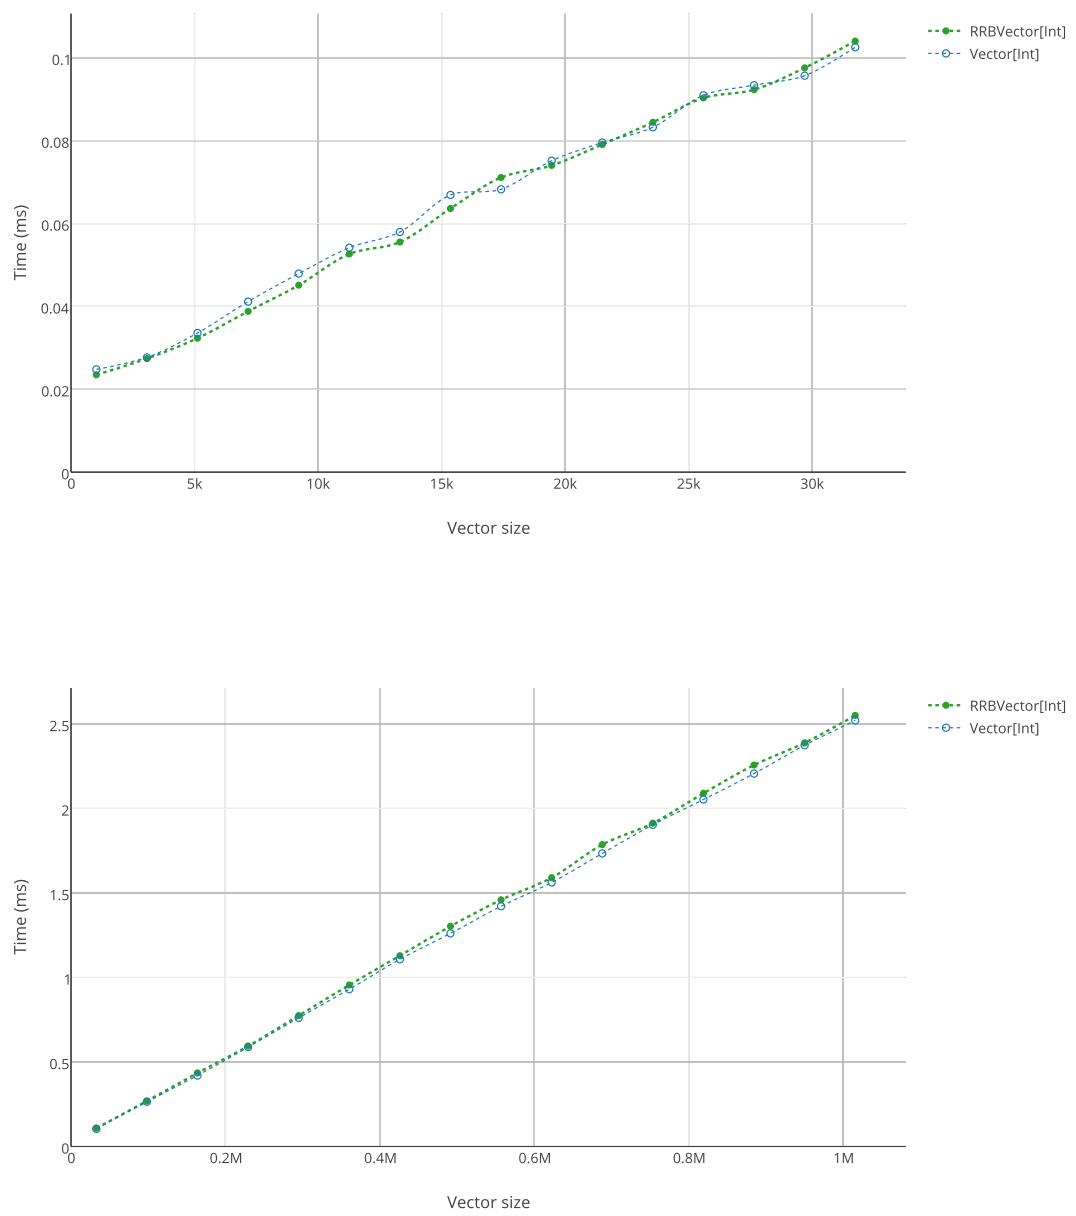 RRBVector[Int]
Vector[Int]
Time (ms)
0.1
0.08
0.06
0.04
0.02
0
0 5k 10k 15k 20k 25k 30k
Vector size
RRBVector[Int]
Vector[Int]
Time (ms)
2.5
2
1.5
1
0.5
0
0 0.2M 0.4M 0.6M 0.8M 1M
Vector size